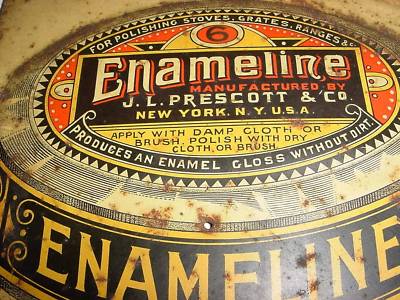 FOR POLISHING STOVES, GRATES, RANGES &c.
6
Enameline
MANUFACTURED BY
J. L. PRESCOTT & Co.
NEW YORK. N. Y. U.S.A.
APPLY WITH DAMP CLOTH OR
BRUSH. POLISH WITH DRY
CLOTH OR BRUSH.
PRODUCES AN ENAMEL GLOSS WITHOUT DIRT.
ENAMELINE